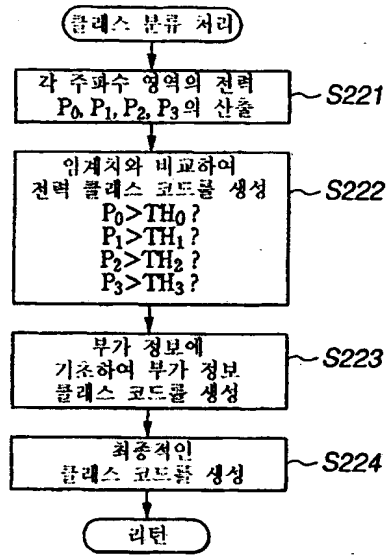 클래스 분류 처리
각 주파수 영역의 전력
P0, P1, P2, P3의 산출
S221
임계치와 비교하여
전력 클래스 코드를 생성
P0>TH0?
P1>TH1?
P2>TH2?
P3>TH3?
S222
부가 정보에
기초하여 부가 정보
클래스 코드를 생성
S223
최종적인
클래스 코드를 생성
S224
리턴